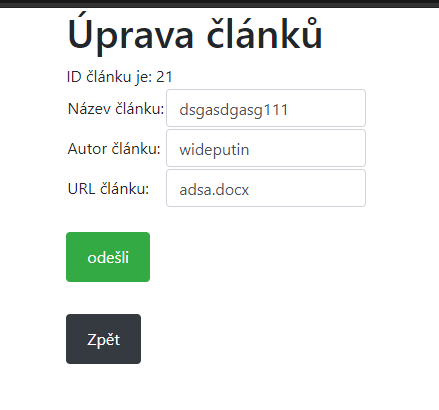 Úprava článků
ID článku je: 21
Název článku: dsgasdgasg111
Autor článku: wideputin
URL článku: adsa.docx
odešli
Zpět